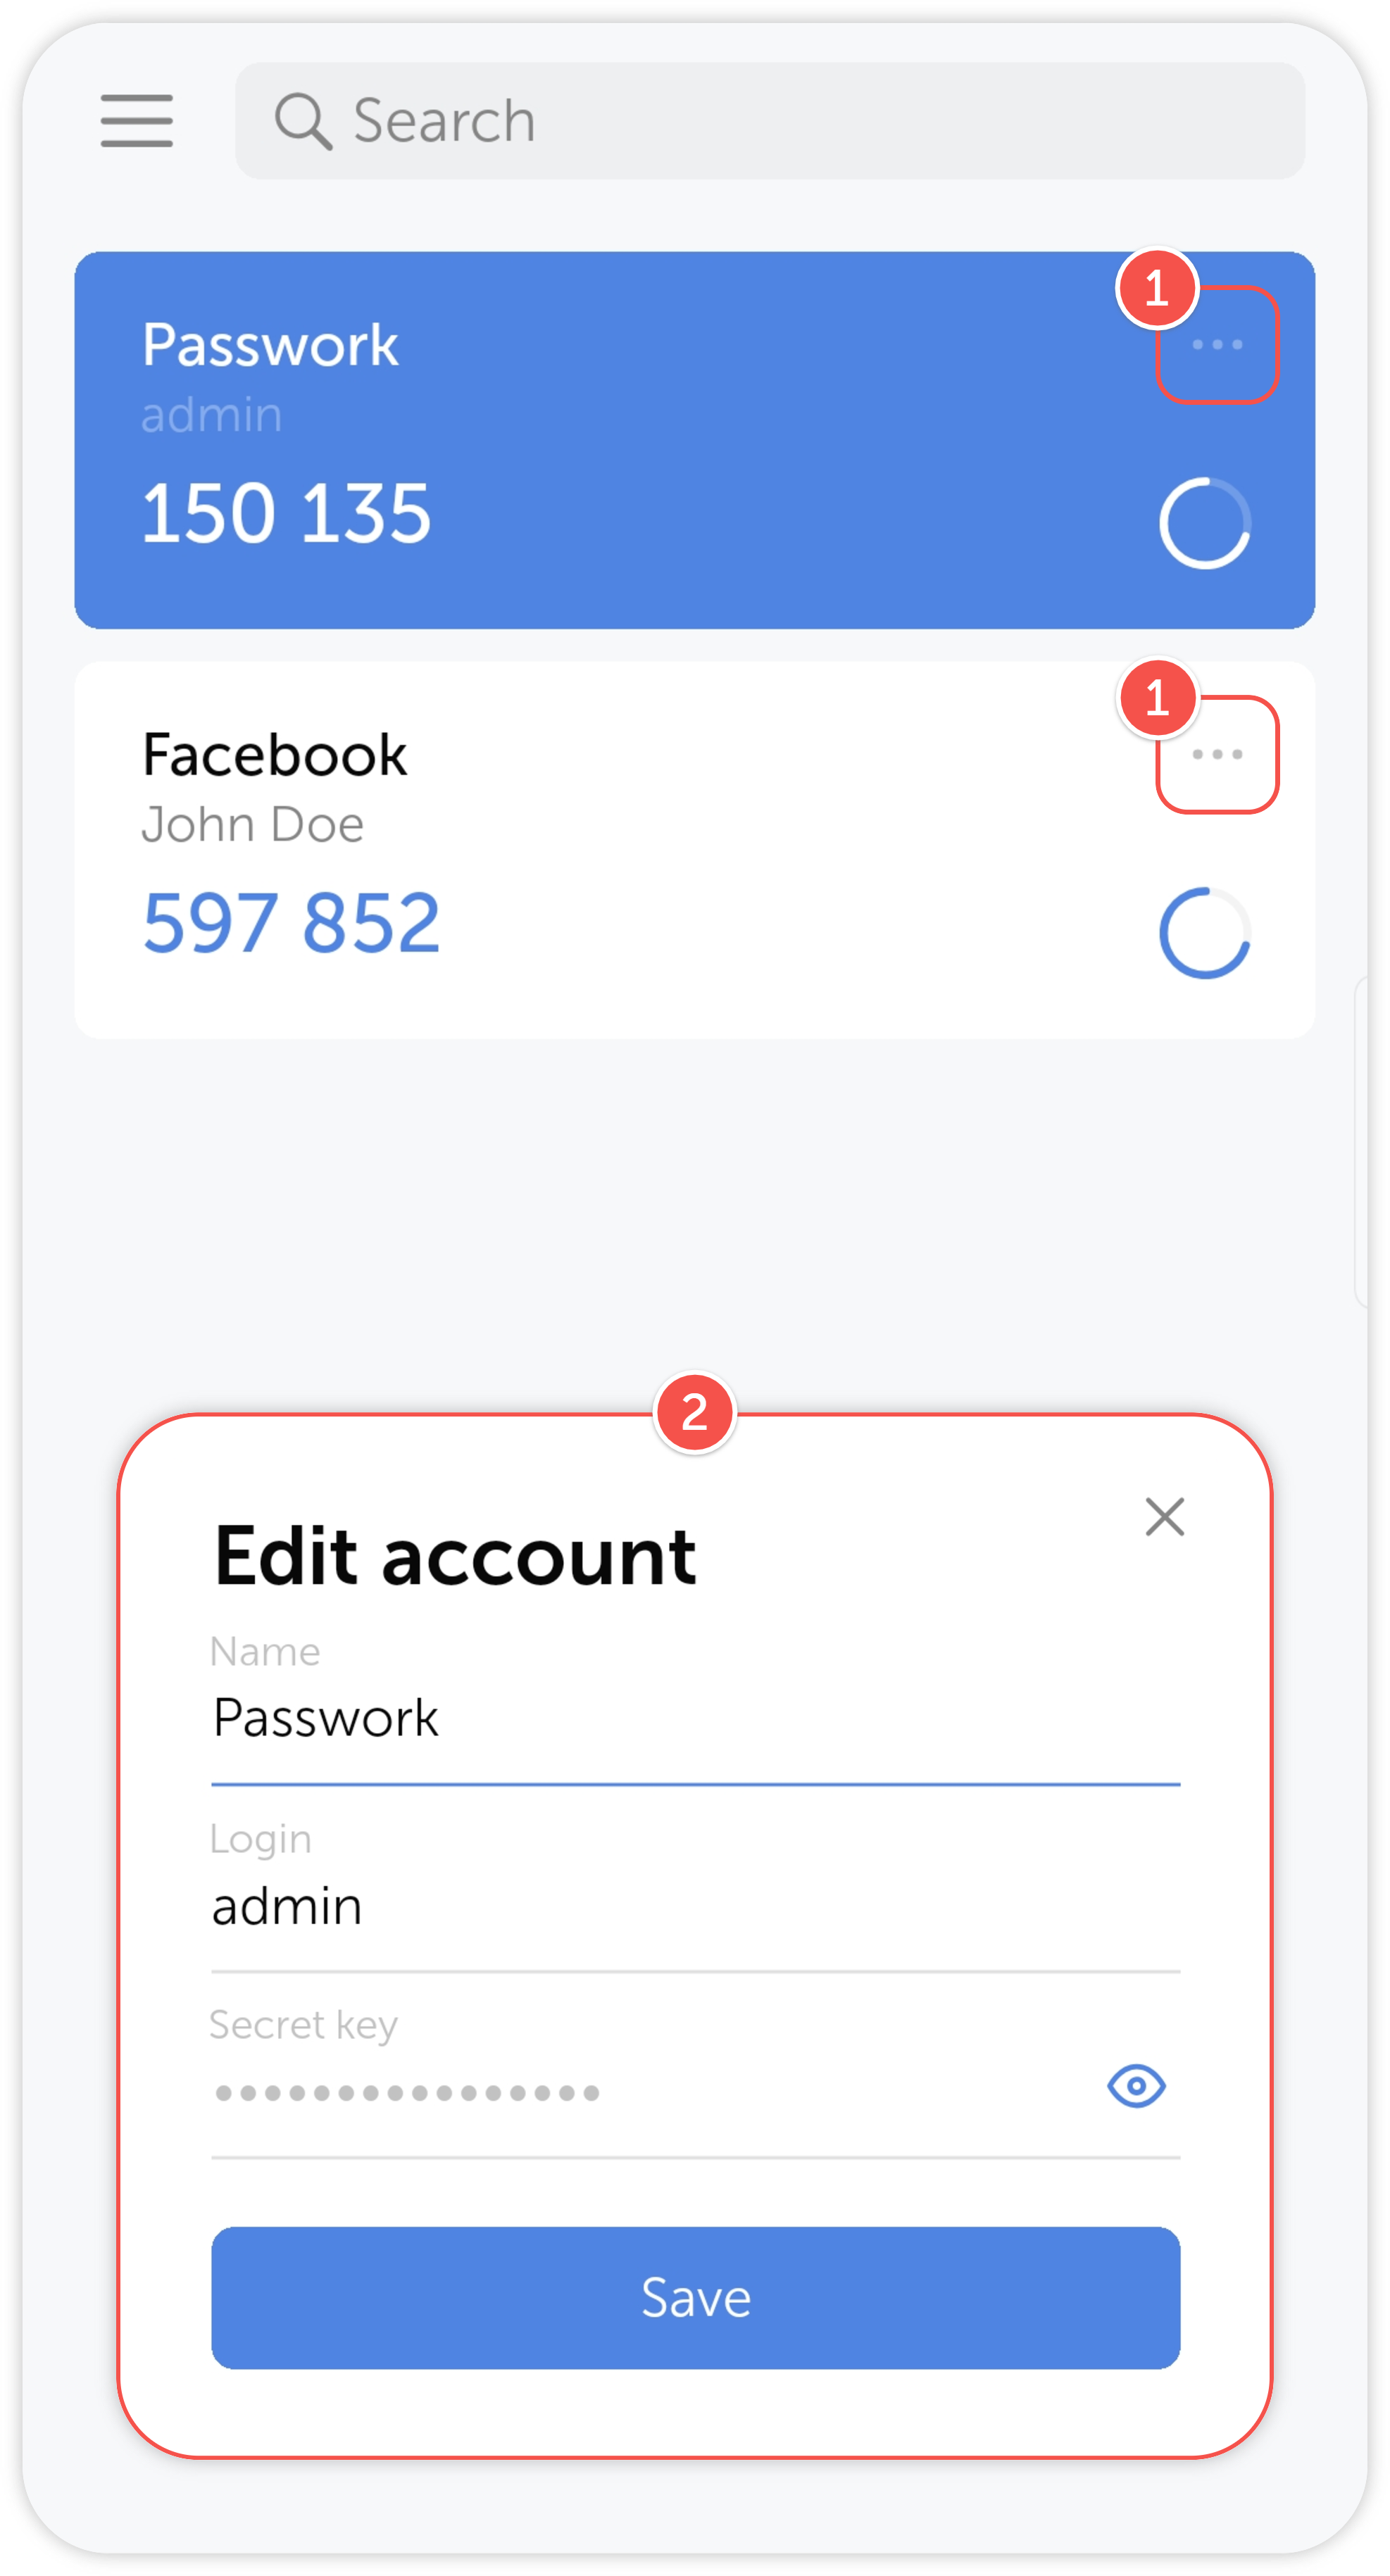 Search
1
Passwork
admin
150 135
1
Facebook
John Doe
597 852
2
Edit account
Name
Passwork
Login
admin
Secret key
Save